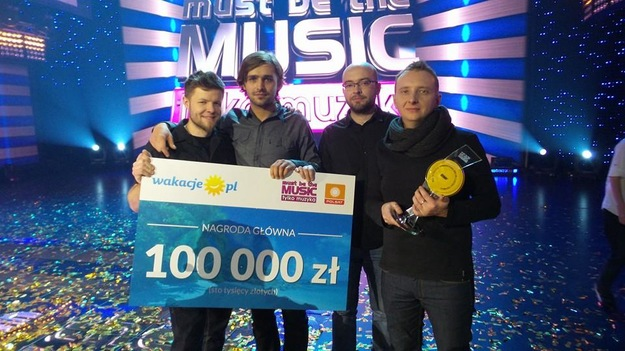 must be the
MUSIC
tylko muzyka
wakacje.pl
must be the
MUSIC
tylko muzyka
POLSAT
NAGRODA GŁÓWNA
100 000 zł
(sto tysięcy złotych)